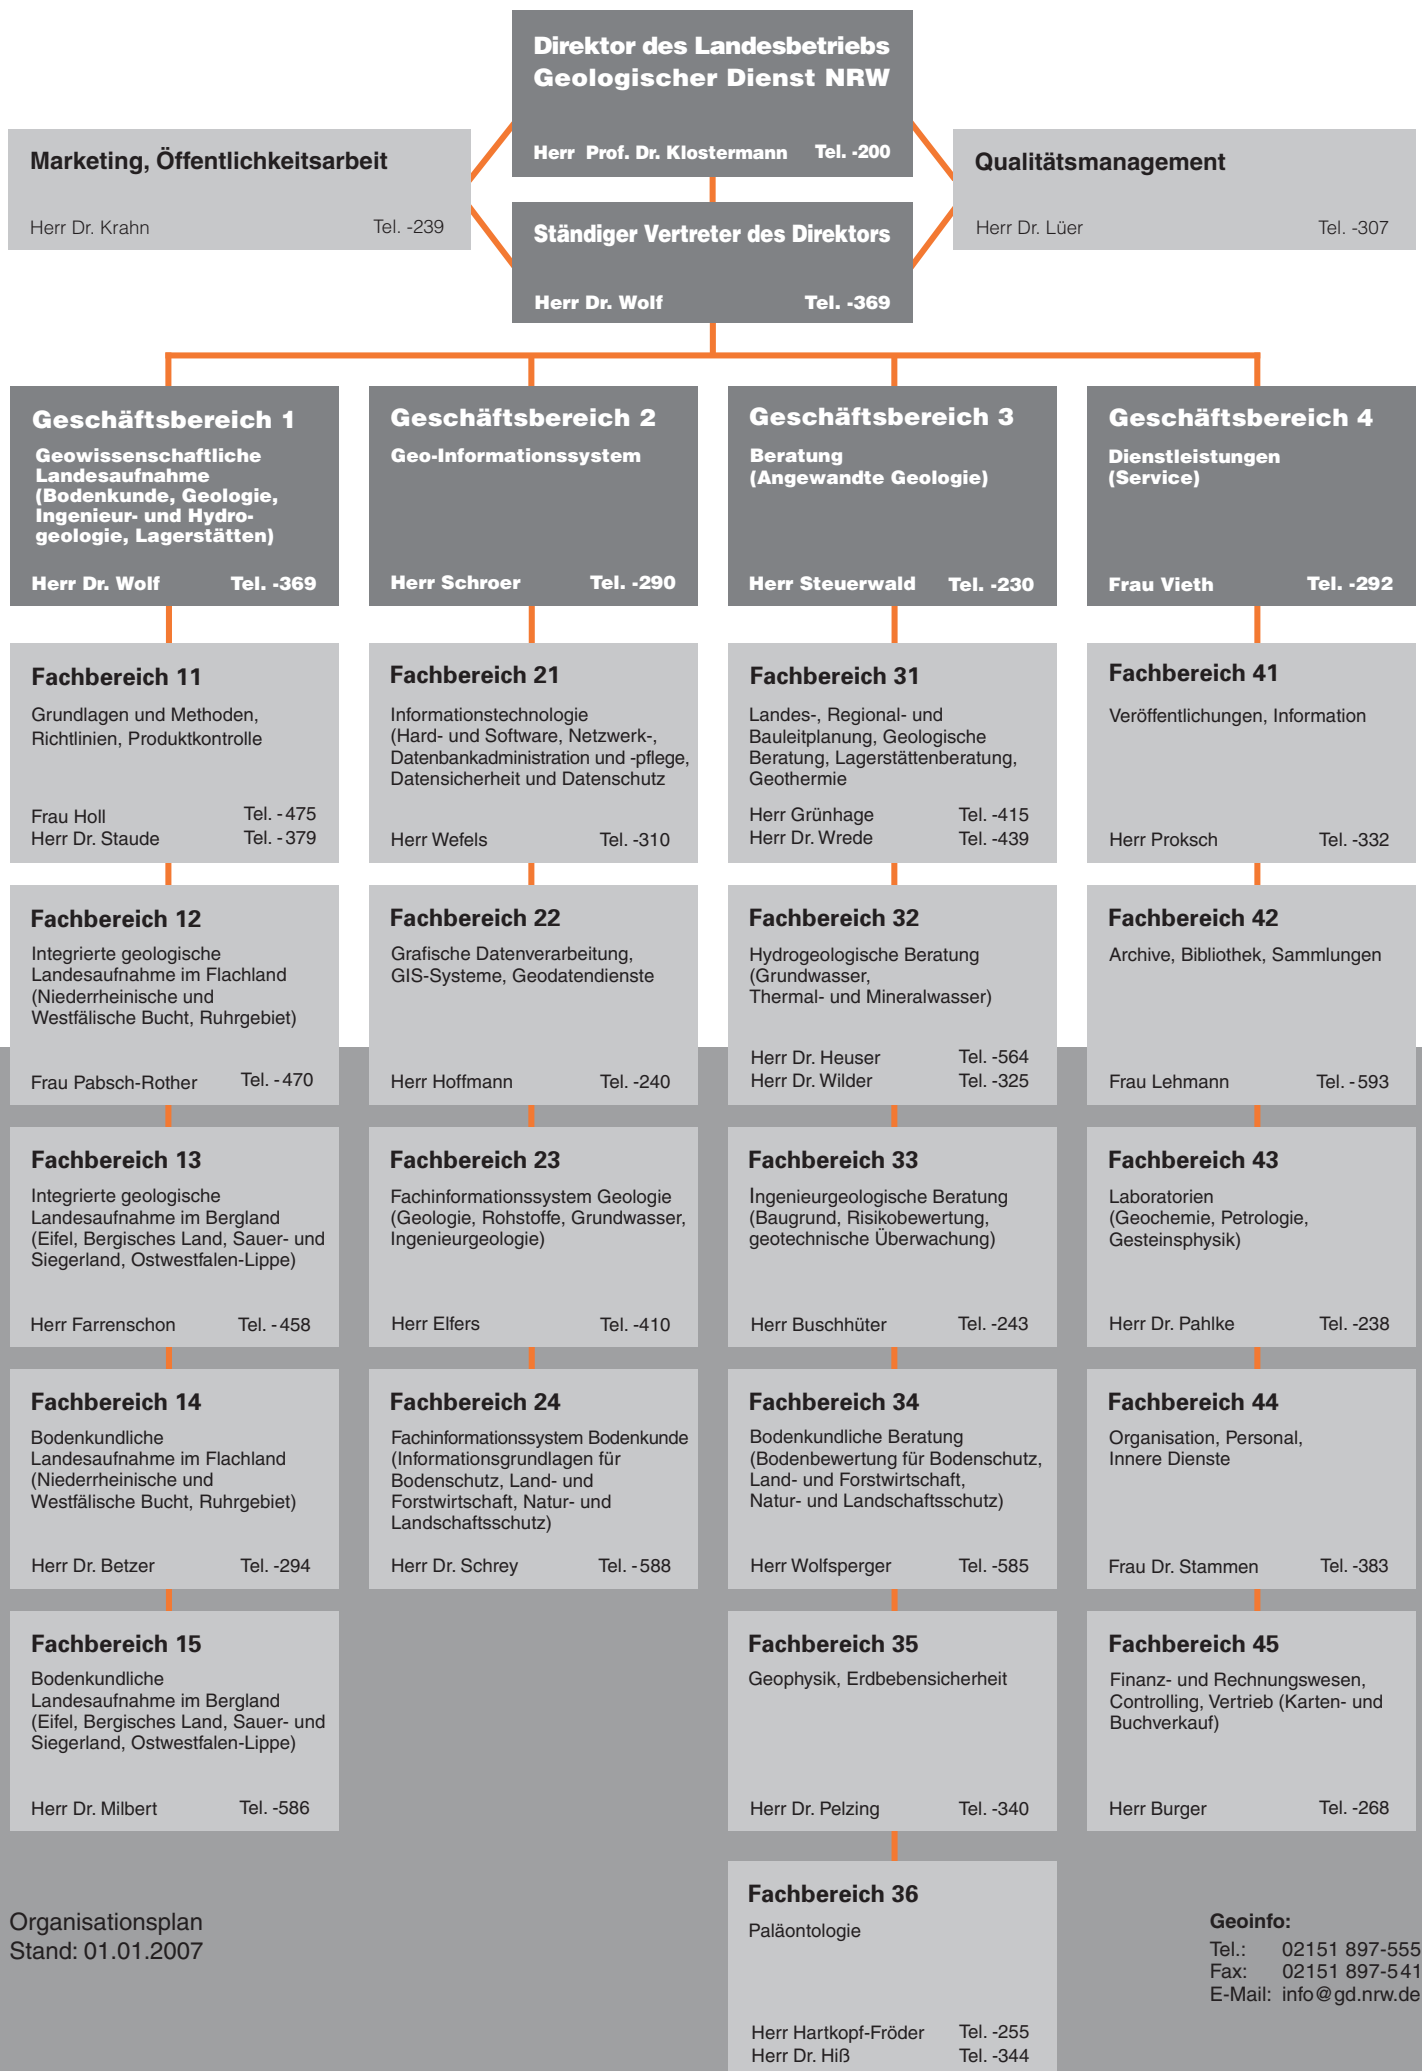 Direktor des Landesbetriebs
Geologischer Dienst NRW
Herr Prof. Dr. Klostermann Tel. -200
Marketing, Öffentlichkeitsarbeit
Herr Dr. Krahn Tel. -239
Qualitätsmanagement
Herr Dr. Lüer Tel. -307
Ständiger Vertreter des Direktors
Herr Dr. Wolf Tel. -369
Geschäftsbereich 1
Geowissenschaftliche
Landesaufnahme
(Bodenkunde, Geologie,
Ingenieur- und Hydro-
geologie, Lagerstätten)
Herr Dr. Wolf Tel. -369
Fachbereich 11
Grundlagen und Methoden,
Richtlinien, Produktkontrolle
Frau Holl Tel. -475
Herr Dr. Staude Tel. -379
Fachbereich 12
Integrierte geologische
Landesaufnahme im Flachland
(Niederrheinische und
Westfälische Bucht, Ruhrgebiet)
Frau Pabsch-Rother Tel. -470
Fachbereich 13
Integrierte geologische
Landesaufnahme im Bergland
(Eifel, Bergisches Land, Sauer- und
Siegerland, Ostwestfalen-Lippe)
Herr Farrenschon Tel. -458
Fachbereich 14
Bodenkundliche
Landesaufnahme im Flachland
(Niederrheinische und
Westfälische Bucht, Ruhrgebiet)
Herr Dr. Betzer Tel. -294
Fachbereich 15
Bodenkundliche
Landesaufnahme im Bergland
(Eifel, Bergisches Land, Sauer- und
Siegerland, Ostwestfalen-Lippe)
Herr Dr. Milbert Tel. -586
Geschäftsbereich 2
Geo-Informationssystem
Herr Schroer Tel. -290
Fachbereich 21
Informationstechnologie
(Hard- und Software, Netzwerk-,
Datenbankadministration und -pflege,
Datensicherheit und Datenschutz
Herr Wefels Tel. -310
Fachbereich 22
Grafische Datenverarbeitung,
GIS-Systeme, Geodatendienste
Herr Hoffmann Tel. -240
Fachbereich 23
Fachinformationssystem Geologie
(Geologie, Rohstoffe, Grundwasser,
Ingenieurgeologie)
Herr Elfers Tel. -410
Fachbereich 24
Fachinformationssystem Bodenkunde
(Informationsgrundlagen für
Bodenschutz, Land- und
Forstwirtschaft, Natur- und
Landschaftsschutz)
Herr Dr. Schrey Tel. -588
Geschäftsbereich 3
Beratung
(Angewandte Geologie)
Herr Steuerwald Tel. -230
Fachbereich 31
Landes-, Regional- und
Bauleitplanung, Geologische
Beratung, Lagerstättenberatung,
Geothermie
Herr Grünhage Tel. -415
Herr Dr. Wrede Tel. -439
Fachbereich 32
Hydrogeologische Beratung
(Grundwasser,
Thermal- und Mineralwasser)
Herr Dr. Heuser Tel. -564
Herr Dr. Wilder Tel. -325
Fachbereich 33
Ingenieurgeologische Beratung
(Baugrund, Risikobewertung,
geotechnische Überwachung)
Herr Buschhüter Tel. -243
Fachbereich 34
Bodenkundliche Beratung
(Bodenbewertung für Bodenschutz,
Land- und Forstwirtschaft,
Natur- und Landschaftsschutz)
Herr Wolfsperger Tel. -585
Fachbereich 35
Geophysik, Erdbebensicherheit
Herr Dr. Pelzing Tel. -340
Fachbereich 36
Paläontologie
Herr Hartkopf-Fröder Tel. -255
Herr Dr. Hiß Tel. -344
Geschäftsbereich 4
Dienstleistungen
(Service)
Frau Vieth Tel. -292
Fachbereich 41
Veröffentlichungen, Information
Herr Proksch Tel. -332
Fachbereich 42
Archive, Bibliothek, Sammlungen
Frau Lehmann Tel. -593
Fachbereich 43
Laboratorien
(Geochemie, Petrologie,
Gesteinsphysik)
Herr Dr. Pahlke Tel. -238
Fachbereich 44
Organisation, Personal,
Innere Dienste
Frau Dr. Stammen Tel. -383
Fachbereich 45
Finanz- und Rechnungswesen,
Controlling, Vertrieb (Karten- und
Buchverkauf)
Herr Burger Tel. -268
Organisationsplan
Stand: 01.01.2007
Geoinfo:
Tel.: 02151 897-555
Fax: 02151 897-541
E-Mail: info@gd.nrw.de